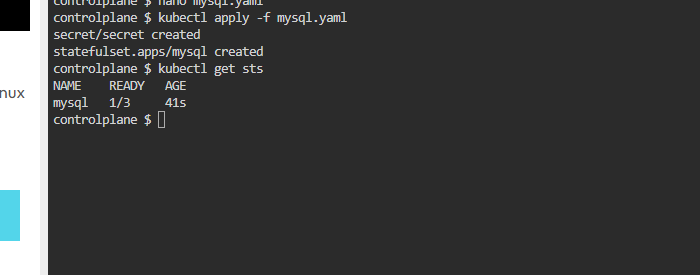 controlplane $ nano mysql.yaml
controlplane $ kubectl apply -f mysql.yaml
secret/secret created
statefulset.apps/mysql created
controlplane $ kubectl get sts
NAME    READY   AGE
mysql   1/3     41s
controlplane $
nux